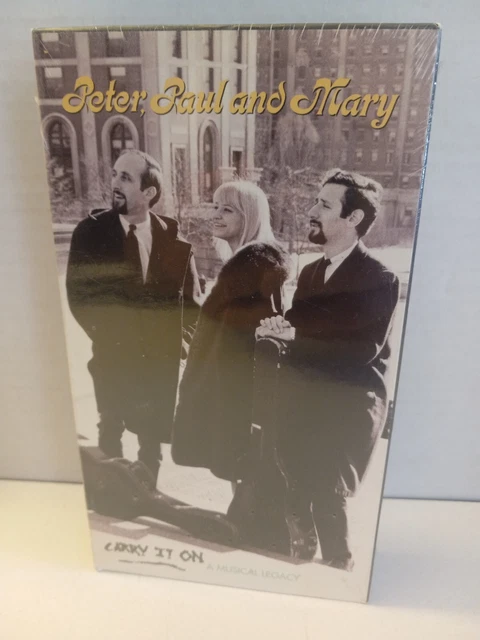 Peter, Paul and Mary
CARRY IT ON
A MUSICAL LEGACY